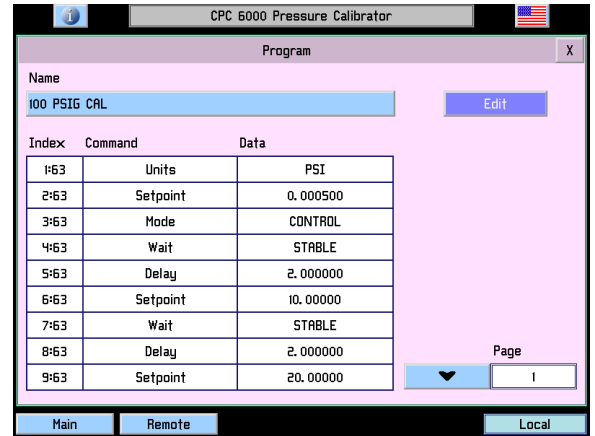 i
CPC 6000 Pressure Calibrator
Program X
Name
100 PSIG CAL Edit
Index Command Data
1:63 Units PSI
2:63 Setpoint 0.000500
3:63 Mode CONTROL
4:63 Wait STABLE
5:63 Delay 2.000000
6:63 Setpoint 10.00000
7:63 Wait STABLE
8:63 Delay 2.000000 Page
9:63 Setpoint 20.00000 1
Main Remote Local